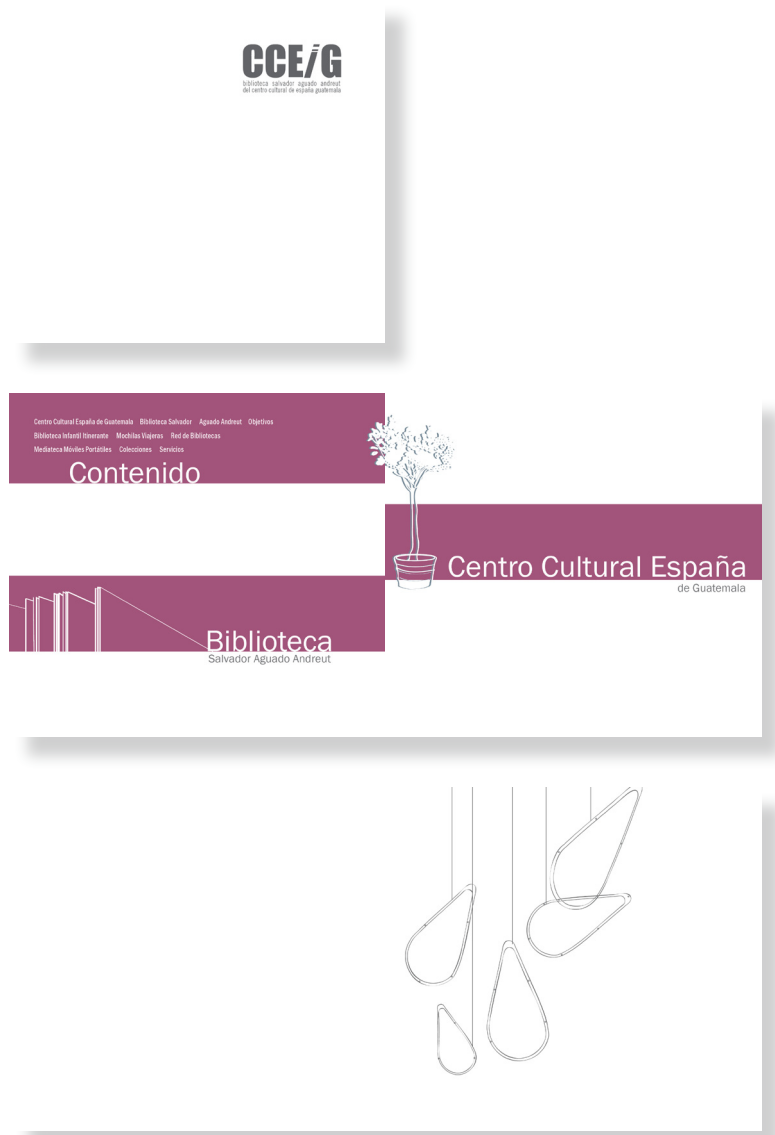 CCE/G
biblioteca salvador aguado andreut
del centro cultural de españa guatemala
Centro Cultural España de Guatemala Biblioteca Salvador Aguado Andreut Objetivos
Biblioteca Infantil Itinerante Mochilas Viajeras Red de Bibliotecas
Mediateca Móviles Portátiles Colecciones Servicios
Contenido
Centro Cultural España
de Guatemala
Biblioteca
Salvador Aguado Andreut